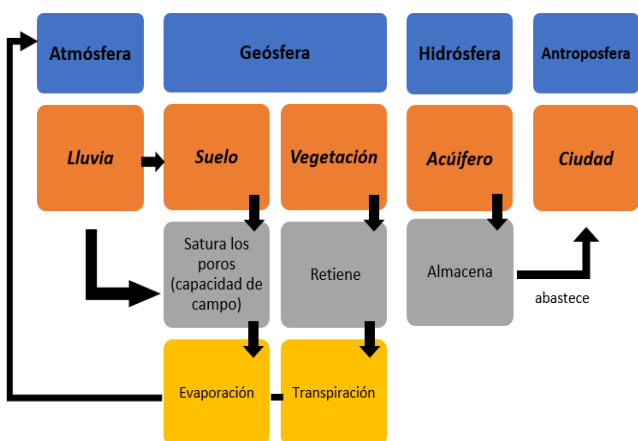 Atmósfera
Geósfera
Hidrósfera
Antroposfera
Lluvia
Suelo
Vegetación
Acúifero
Ciudad
Satura los
poros
(capacidad de
campo)
Retiene
Almacena
abastece
Evaporación
Transpiración